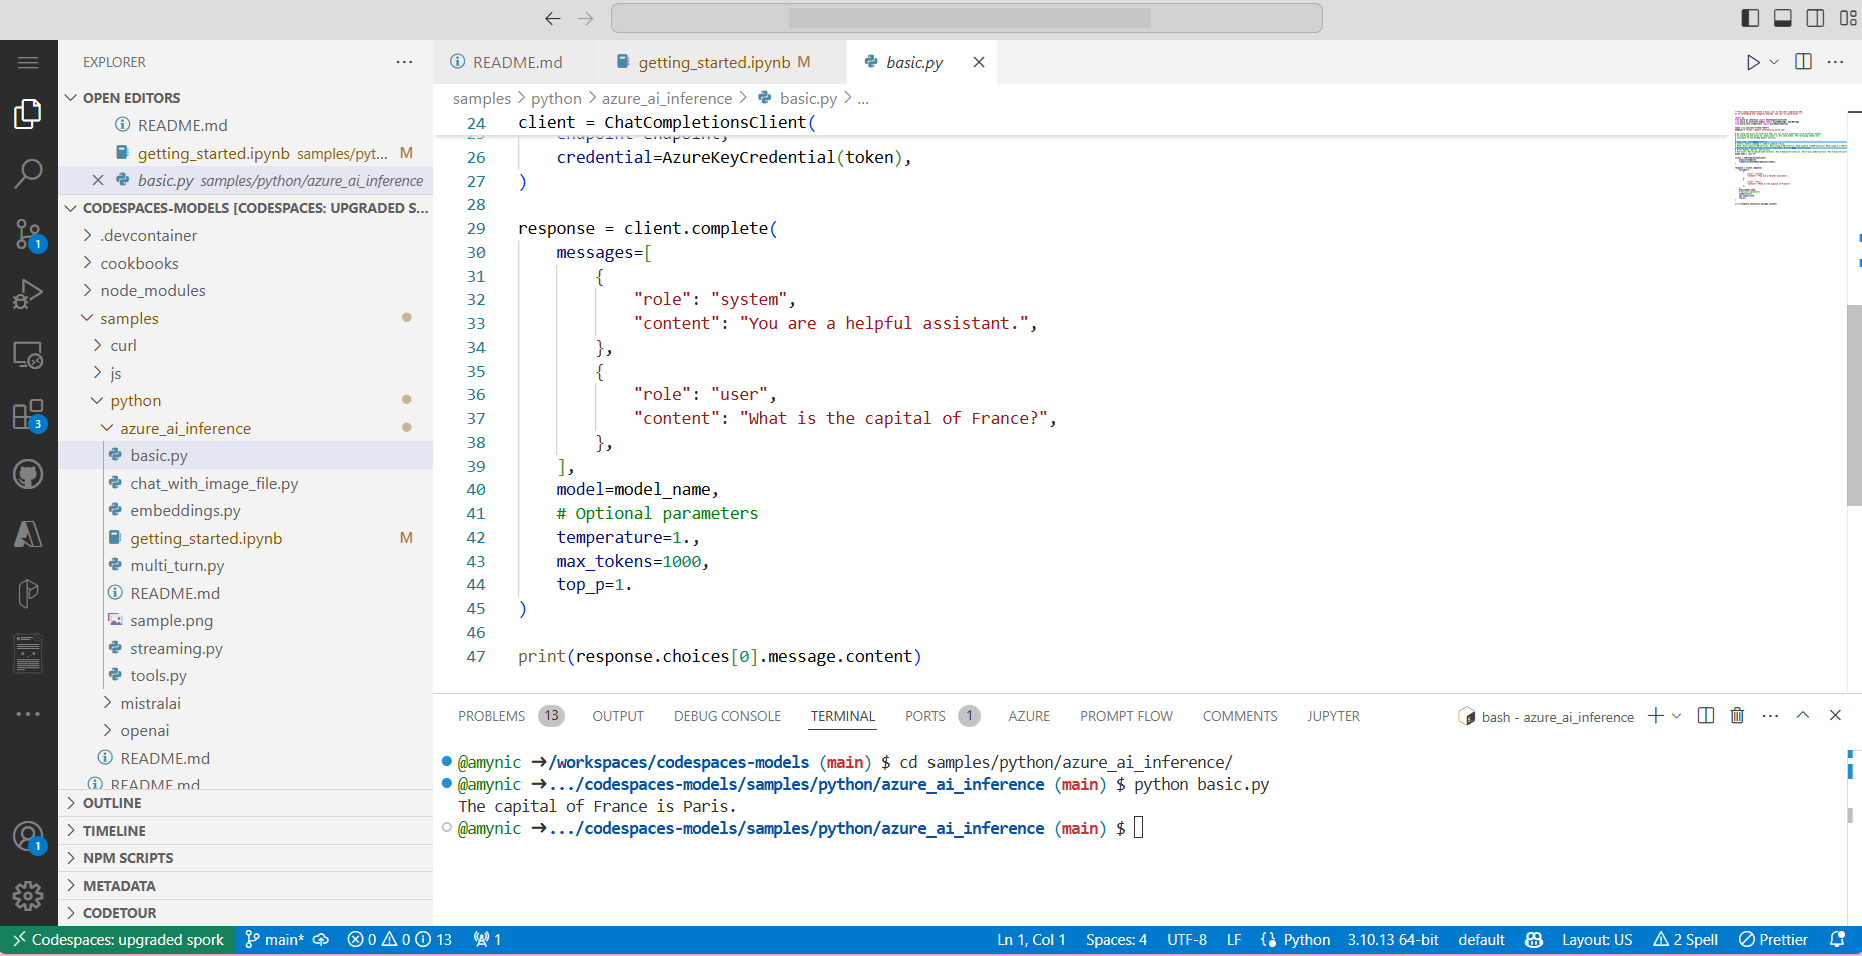 EXPLORER
OPEN EDITORS
README.md
getting_started.ipynb samples/pyt... M
basic.py samples/python/azure_ai_inference
CODESPACES-MODELS [CODESPACES: UPGRADED S...
.devcontainer
cookbooks
node_modules
samples
curl
js
python
azure_ai_inference
basic.py
chat_with_image_file.py
embeddings.py
getting_started.ipynb M
multi_turn.py
README.md
sample.png
streaming.py
tools.py
mistralai
openai
README.md
README.md
OUTLINE
TIMELINE
NPM SCRIPTS
METADATA
CODETOUR
1
3
1
README.md
getting_started.ipynb M
basic.py
samples > python > azure_ai_inference > basic.py > ...
24 client = ChatCompletionsClient(
26 credential=AzureKeyCredential(token),
27 )
28
29 response = client.complete(
30 messages=[
31 {
32 "role": "system",
33 "content": "You are a helpful assistant.",
34 },
35 {
36 "role": "user",
37 "content": "What is the capital of France?",
38 },
39 ],
40 model=model_name,
41 # Optional parameters
42 temperature=1.,
43 max_tokens=1000,
44 top_p=1.
45 )
46
47 print(response.choices[0].message.content)
PROBLEMS 13 OUTPUT DEBUG CONSOLE TERMINAL PORTS 1 AZURE PROMPT FLOW COMMENTS JUPYTER bash - azure_ai_inference
@amynic ➜/workspaces/codespaces-models (main) $ cd samples/python/azure_ai_inference/
@amynic ➜.../codespaces-models/samples/python/azure_ai_inference (main) $ python basic.py
The capital of France is Paris.
@amynic ➜.../codespaces-models/samples/python/azure_ai_inference (main) $
Codespaces: upgraded spork main* 0 0 13 1 Ln 1, Col 1 Spaces: 4 UTF-8 LF Python 3.10.13 64-bit default Layout: US 2 Spell Prettier